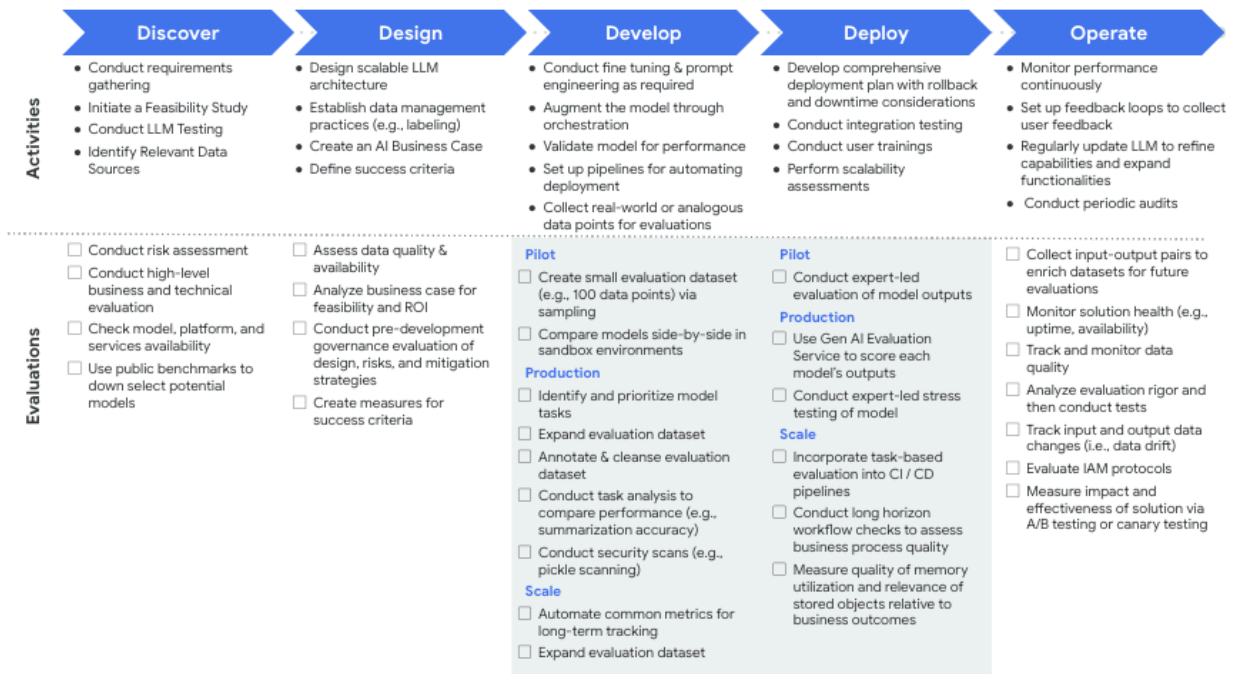 Discover
Design
Develop
Deploy
Operate
Activities
• Conduct requirements
gathering
• Initiate a Feasibility Study
• Conduct LLM Testing
• Identify Relevant Data
Sources
• Design scalable LLM
architecture
• Establish data management
practices (e.g., labeling)
• Create an AI Business Case
• Define success criteria
• Conduct fine tuning & prompt
engineering as required
• Augment the model through
orchestration
• Validate model for performance
• Set up pipelines for automating
deployment
• Collect real-world or analogous
data points for evaluations
• Develop comprehensive
deployment plan with rollback
and downtime considerations
• Conduct integration testing
• Conduct user trainings
• Perform scalability
assessments
• Monitor performance
continuously
• Set up feedback loops to collect
user feedback
• Regularly update LLM to refine
capabilities and expand
functionalities
• Conduct periodic audits
Evaluations
Conduct risk assessment
Conduct high-level
business and technical
evaluation
Check model, platform, and
services availability
Use public benchmarks to
down select potential
models
Assess data quality &
availability
Analyze business case for
feasibility and ROI
Conduct pre-development
governance evaluation of
design, risks, and mitigation
strategies
Create measures for
success criteria
Pilot
Create small evaluation dataset
(e.g., 100 data points) via
sampling
Compare models side-by-side in
sandbox environments
Production
Identify and prioritize model
tasks
Expand evaluation dataset
Annotate & cleanse evaluation
dataset
Conduct task analysis to
compare performance (e.g.,
summarization accuracy)
Conduct security scans (e.g.,
pickle scanning)
Scale
Automate common metrics for
long-term tracking
Expand evaluation dataset
Pilot
Conduct expert-led
evaluation of model outputs
Production
Use Gen AI Evaluation
Service to score each
model's outputs
Conduct expert-led stress
testing of model
Scale
Incorporate task-based
evaluation into CI / CD
pipelines
Conduct long horizon
workflow checks to assess
business process quality
Measure quality of memory
utilization and relevance of
stored objects relative to
business outcomes
Collect input-output pairs to
enrich datasets for future
evaluations
Monitor solution health (e.g.,
uptime, availability)
Track and monitor data
quality
Analyze evaluation rigor and
then conduct tests
Track input and output data
changes (i.e., data drift)
Evaluate IAM protocols
Measure impact and
effectiveness of solution via
A/B testing or canary testing